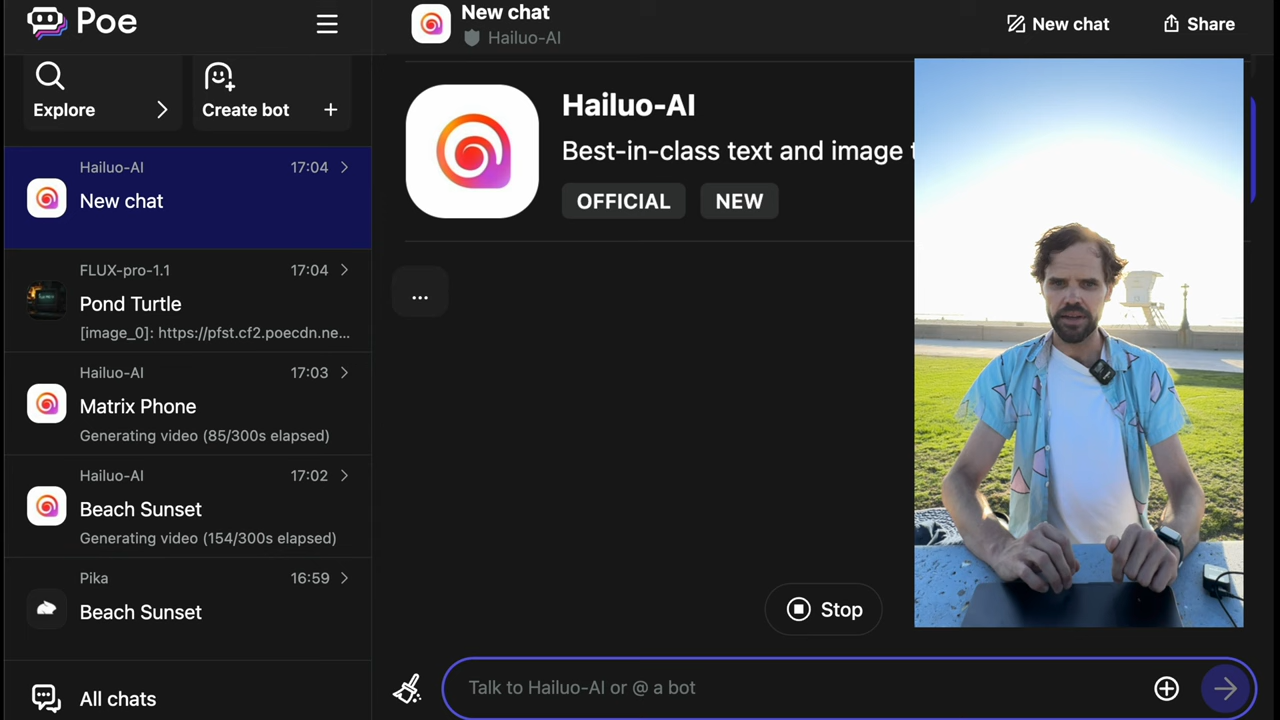 Poe
Explore
Create bot
Hailuo-AI 17:04
New chat
FLUX-pro-1.1 17:04
Pond Turtle
[image_0]: https://pfst.cf2.poecdn.ne...
Hailuo-AI 17:03
Matrix Phone
Generating video (85/300s elapsed)
Hailuo-AI 17:02
Beach Sunset
Generating video (154/300s elapsed)
Pika 16:59
Beach Sunset
All chats
New chat
Hailuo-AI
New chat
Share
Hailuo-AI
Best-in-class text and image
OFFICIAL NEW
...
Stop
Talk to Hailuo-AI or @ a bot